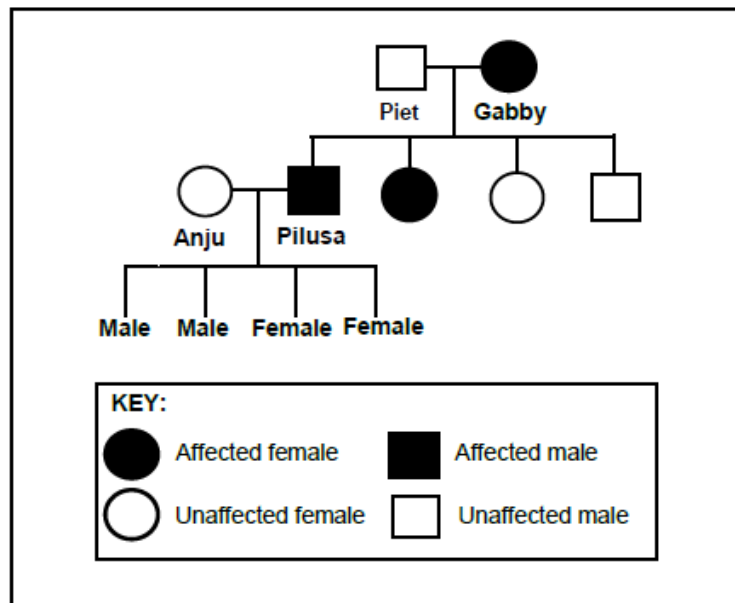 Piet Gabby
Anju Pilusa
Male Male Female Female
KEY:
Affected female Affected male
Unaffected female Unaffected male